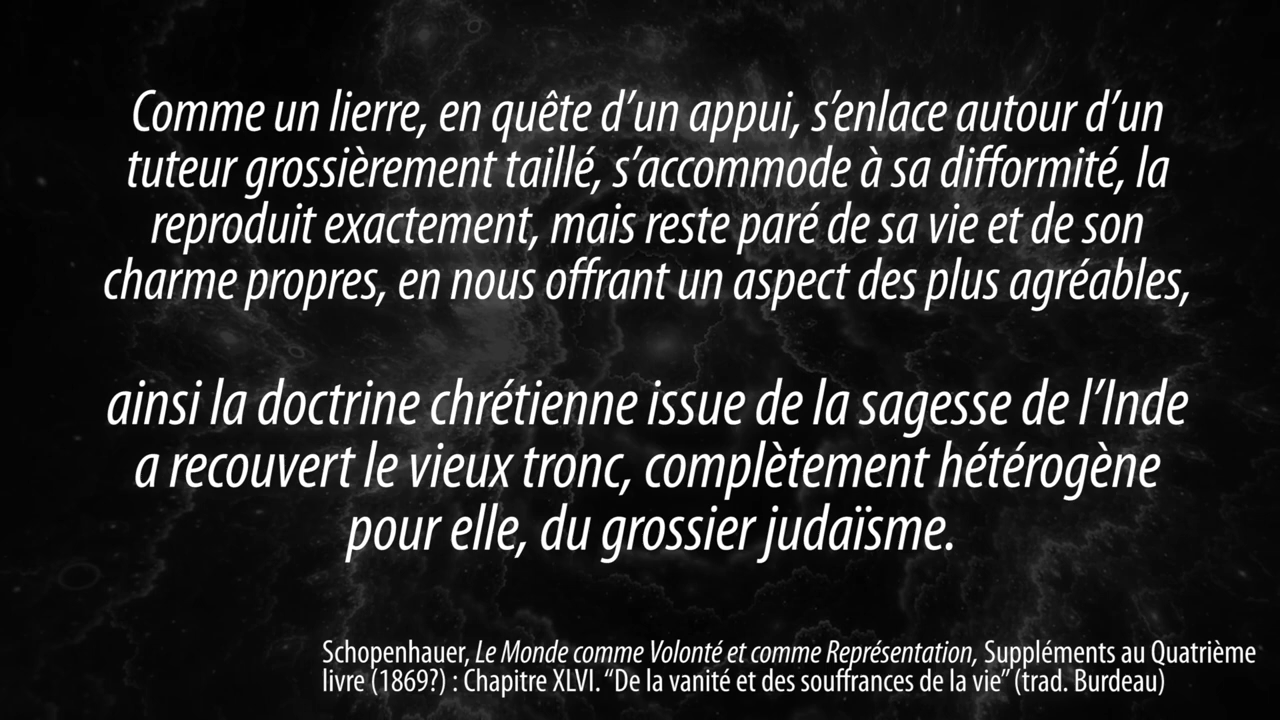 Comme un lierre, en quête d’un appui, s’enlace autour d’un
tuteur grossièrement taillé, s’accommode à sa difformité, la
reproduit exactement, mais reste paré de sa vie et de son
charme propres, en nous offrant un aspect des plus agréables,
ainsi la doctrine chrétienne issue de la sagesse de l’Inde
a recouvert le vieux tronc, complètement hétérogène
pour elle, du grossier judaïsme.
Schopenhauer, Le Monde comme Volonté et comme Représentation, Suppléments au Quatrième
livre (1869?) : Chapitre XLVI. “De la vanité et des souffrances de la vie” (trad. Burdeau)